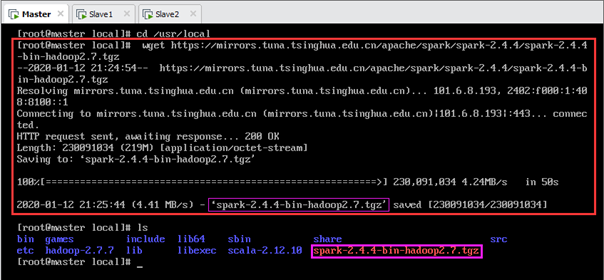 Master Slave1 Slave2
[root@master local]# cd /usr/local
[root@master local]#  wget https://mirrors.tuna.tsinghua.edu.cn/apache/spark/spark-2.4.4/spark-2.4.4
-bin-hadoop2.7.tgz
--2020-01-12 21:24:54--  https://mirrors.tuna.tsinghua.edu.cn/apache/spark/spark-2.4.4/spark-2.4.4-b
in-hadoop2.7.tgz
Resolving mirrors.tuna.tsinghua.edu.cn (mirrors.tuna.tsinghua.edu.cn)... 101.6.8.193, 2402:f000:1:40
8:8100::1
Connecting to mirrors.tuna.tsinghua.edu.cn (mirrors.tuna.tsinghua.edu.cn)|101.6.8.193|:443... connec
ted.
HTTP request sent, awaiting response... 200 OK
Length: 230091034 (219M) [application/octet-stream]
Saving to: ‘spark-2.4.4-bin-hadoop2.7.tgz’
100%[===================================================>] 230,091,034 4.24MB/s   in 50s
2020-01-12 21:25:44 (4.41 MB/s) - ‘spark-2.4.4-bin-hadoop2.7.tgz’ saved [230091034/230091034]
[root@master local]# ls
bin  games         include  lib64    sbin          share                          src
etc  hadoop-2.7.7  lib      libexec  scala-2.12.10  spark-2.4.4-bin-hadoop2.7.tgz
[root@master local]# _